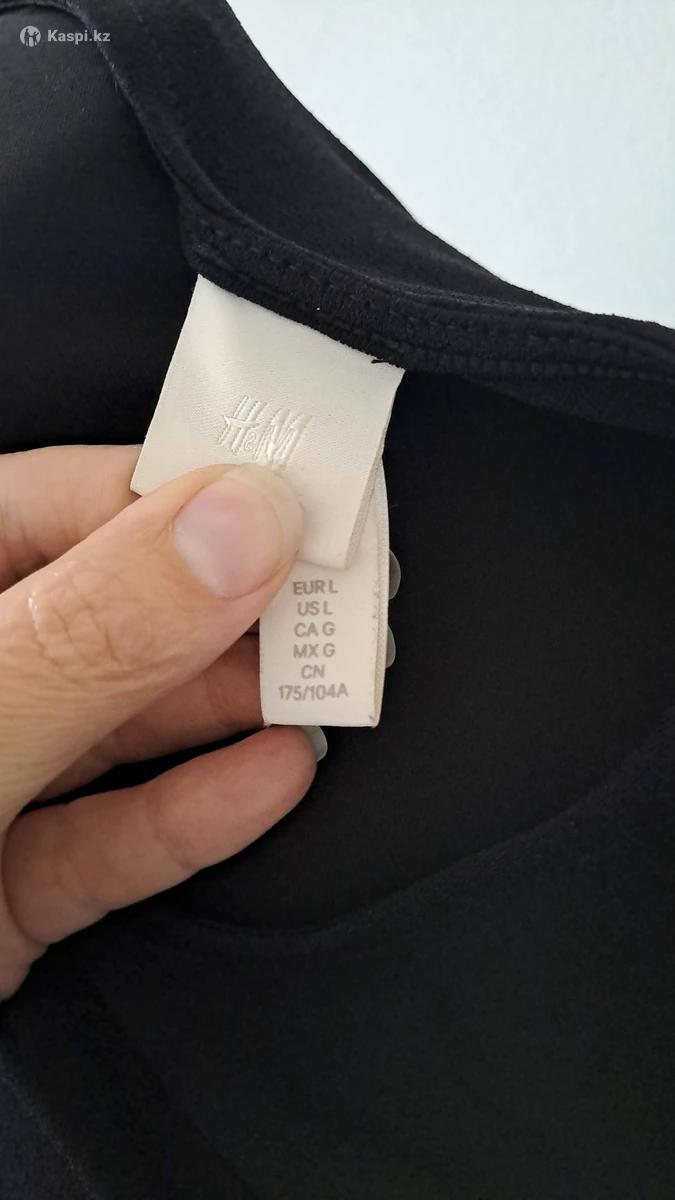 Kaspi.kz
H&M
EUR L
US L
CA G
MX G
CN
175/104A